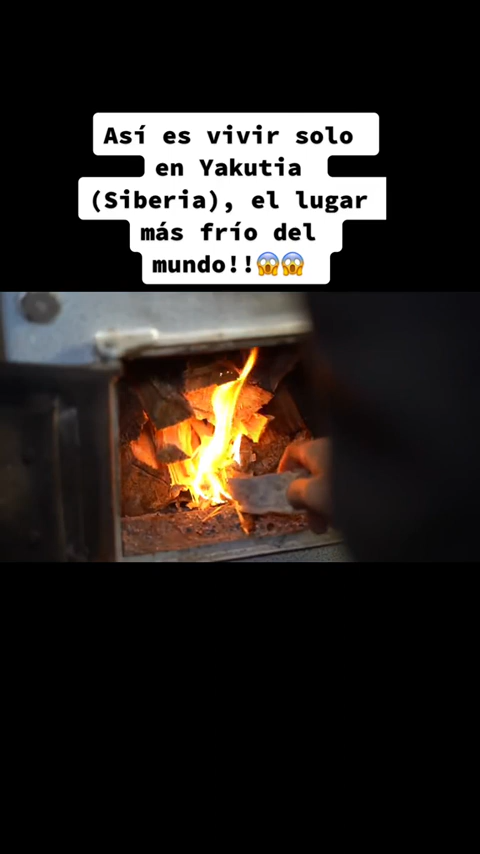 Así es vivir solo
en Yakutia
(Siberia), el lugar
más frío del
mundo!!😱😱